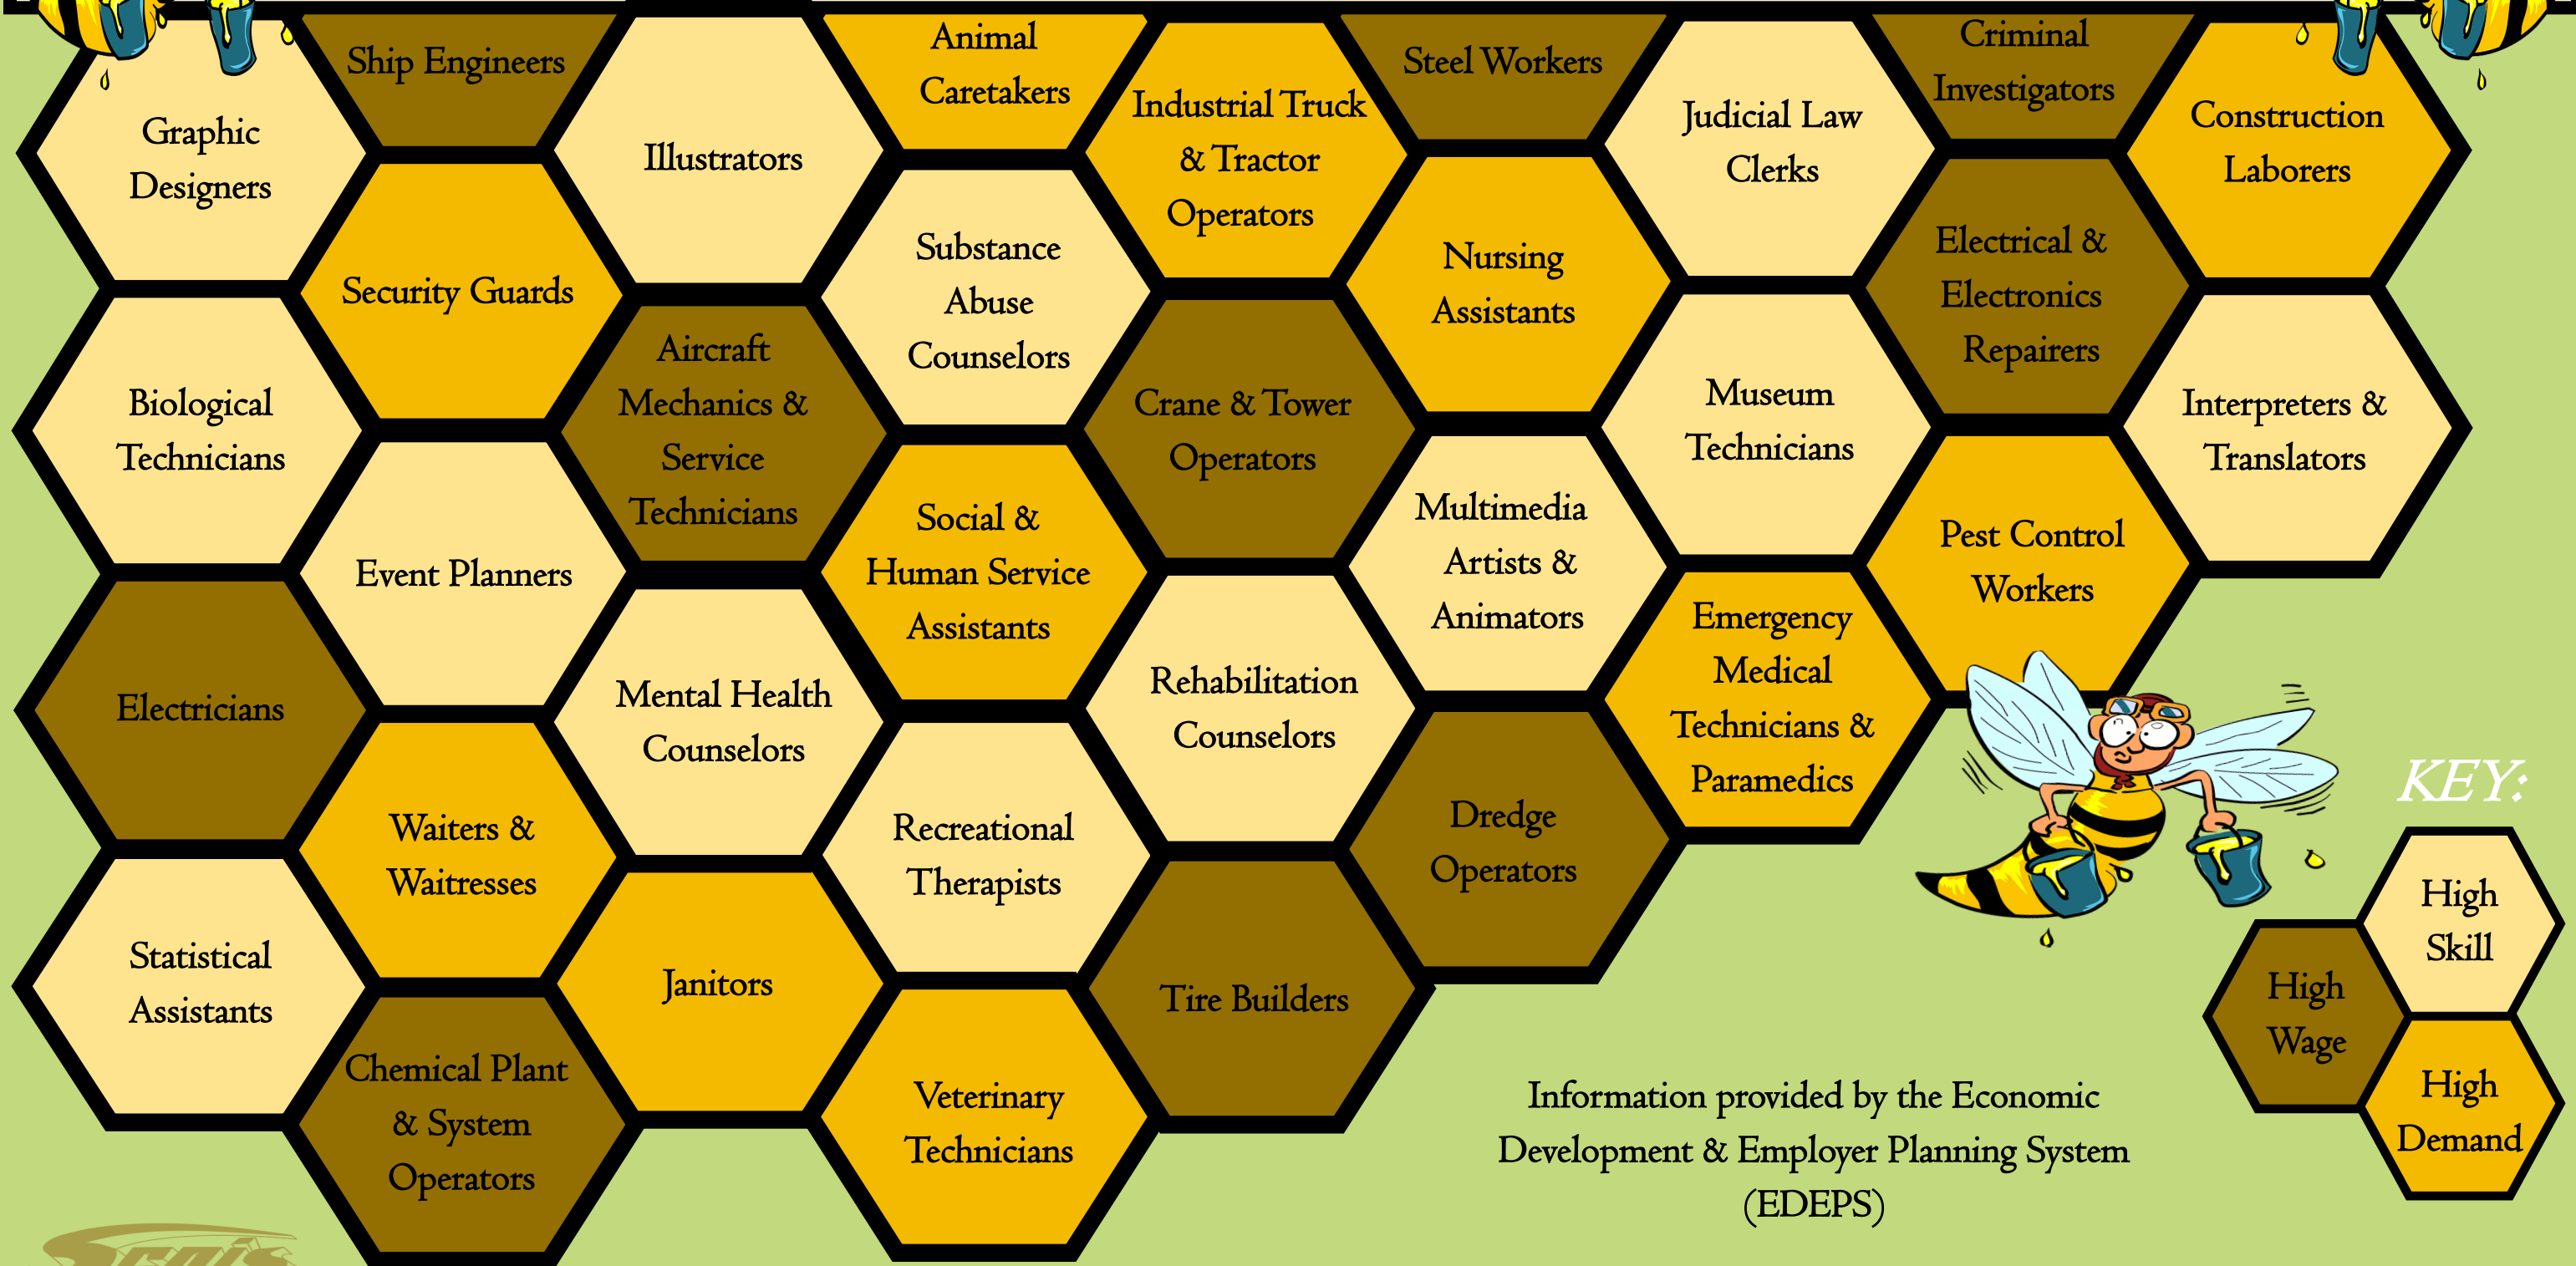 Graphic
Designers
Biological
Technicians
Electricians
Statistical
Assistants
Ship Engineers
Security Guards
Event Planners
Waiters &
Waitresses
Chemical Plant
& System
Operators
Illustrators
Aircraft
Mechanics &
Service
Technicians
Mental Health
Counselors
Janitors
Animal
Caretakers
Substance
Abuse
Counselors
Social &
Human Service
Assistants
Recreational
Therapists
Veterinary
Technicians
Industrial Truck
& Tractor
Operators
Crane & Tower
Operators
Rehabilitation
Counselors
Tire Builders
Steel Workers
Nursing
Assistants
Multimedia
Artists &
Animators
Dredge
Operators
Judicial Law
Clerks
Museum
Technicians
Emergency
Medical
Technicians &
Paramedics
Criminal
Investigators
Electrical &
Electronics
Repairers
Pest Control
Workers
Construction
Laborers
Interpreters &
Translators
KEY:
High
Skill
High
Wage
High
Demand
Information provided by the Economic
Development & Employer Planning System
(EDEPS)